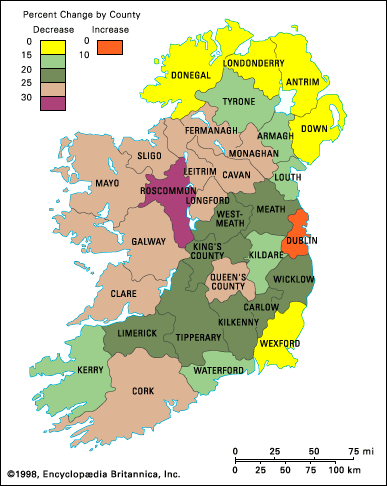 Percent Change by County
Decrease Increase
0
15
20
25
30
0
10
DONEGAL
LONDONDERRY
ANTRIM
TYRONE
DOWN
FERMANAGH
ARMAGH
MONAGHAN
SLIGO
LEITRIM
CAVAN
LOUTH
MAYO
ROSCOMMON
LONGFORD
WEST-
MEATH
MEATH
DUBLIN
GALWAY
KING'S
COUNTY
KILDARE
QUEEN'S
COUNTY
WICKLOW
CLARE
CARLOW
KILKENNY
LIMERICK
TIPPERARY
WEXFORD
KERRY
WATERFORD
CORK
0 25 50 75 mi
0 25 50 75 100 km
©1998, Encyclopædia Britannica, Inc.